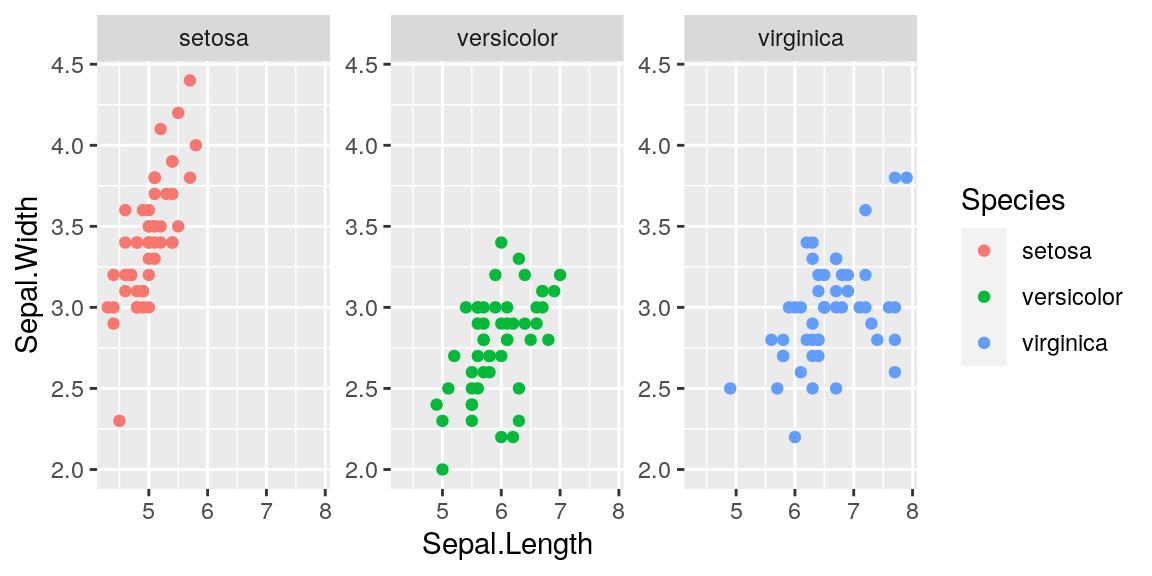 setosa versicolor virginica
4.5 4.5 4.5
4.0 4.0 4.0
3.5 3.5 3.5
3.0 3.0 3.0
2.5 2.5 2.5
2.0 2.0 2.0
5 6 7 8 5 6 7 8 5 6 7 8
Sepal.Width
Sepal.Length
Species
setosa
versicolor
virginica